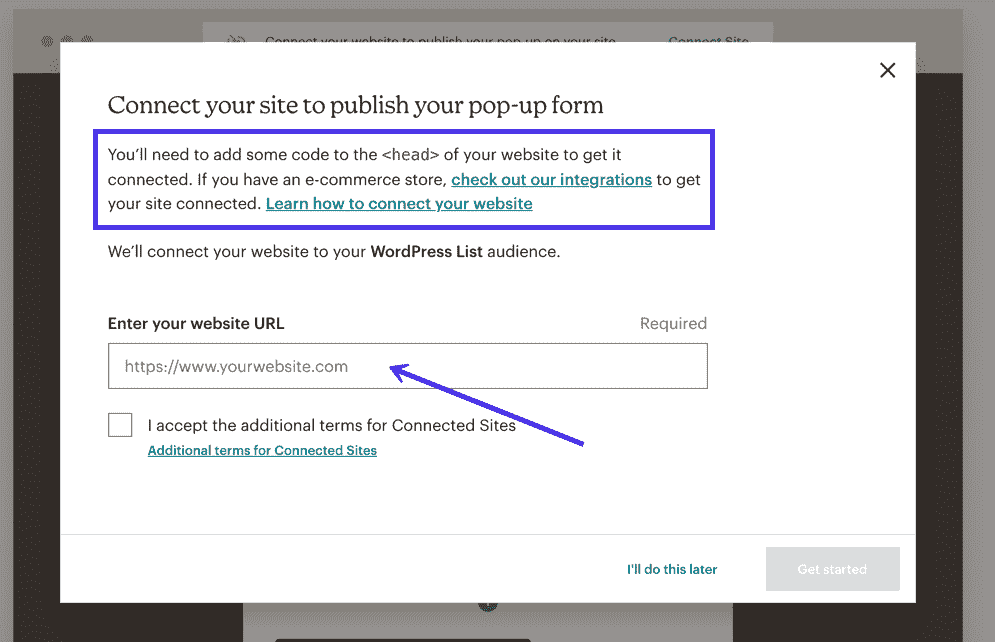 Connect your website to publish your pop-up on your site Connect Site
Connect your site to publish your pop-up form
You’ll need to add some code to the <head> of your website to get it
connected. If you have an e-commerce store, check out our integrations to get
your site connected. Learn how to connect your website
We’ll connect your website to your WordPress List audience.
Enter your website URL Required
https://www.yourwebsite.com
I accept the additional terms for Connected Sites
Additional terms for Connected Sites
I'll do this later Get started